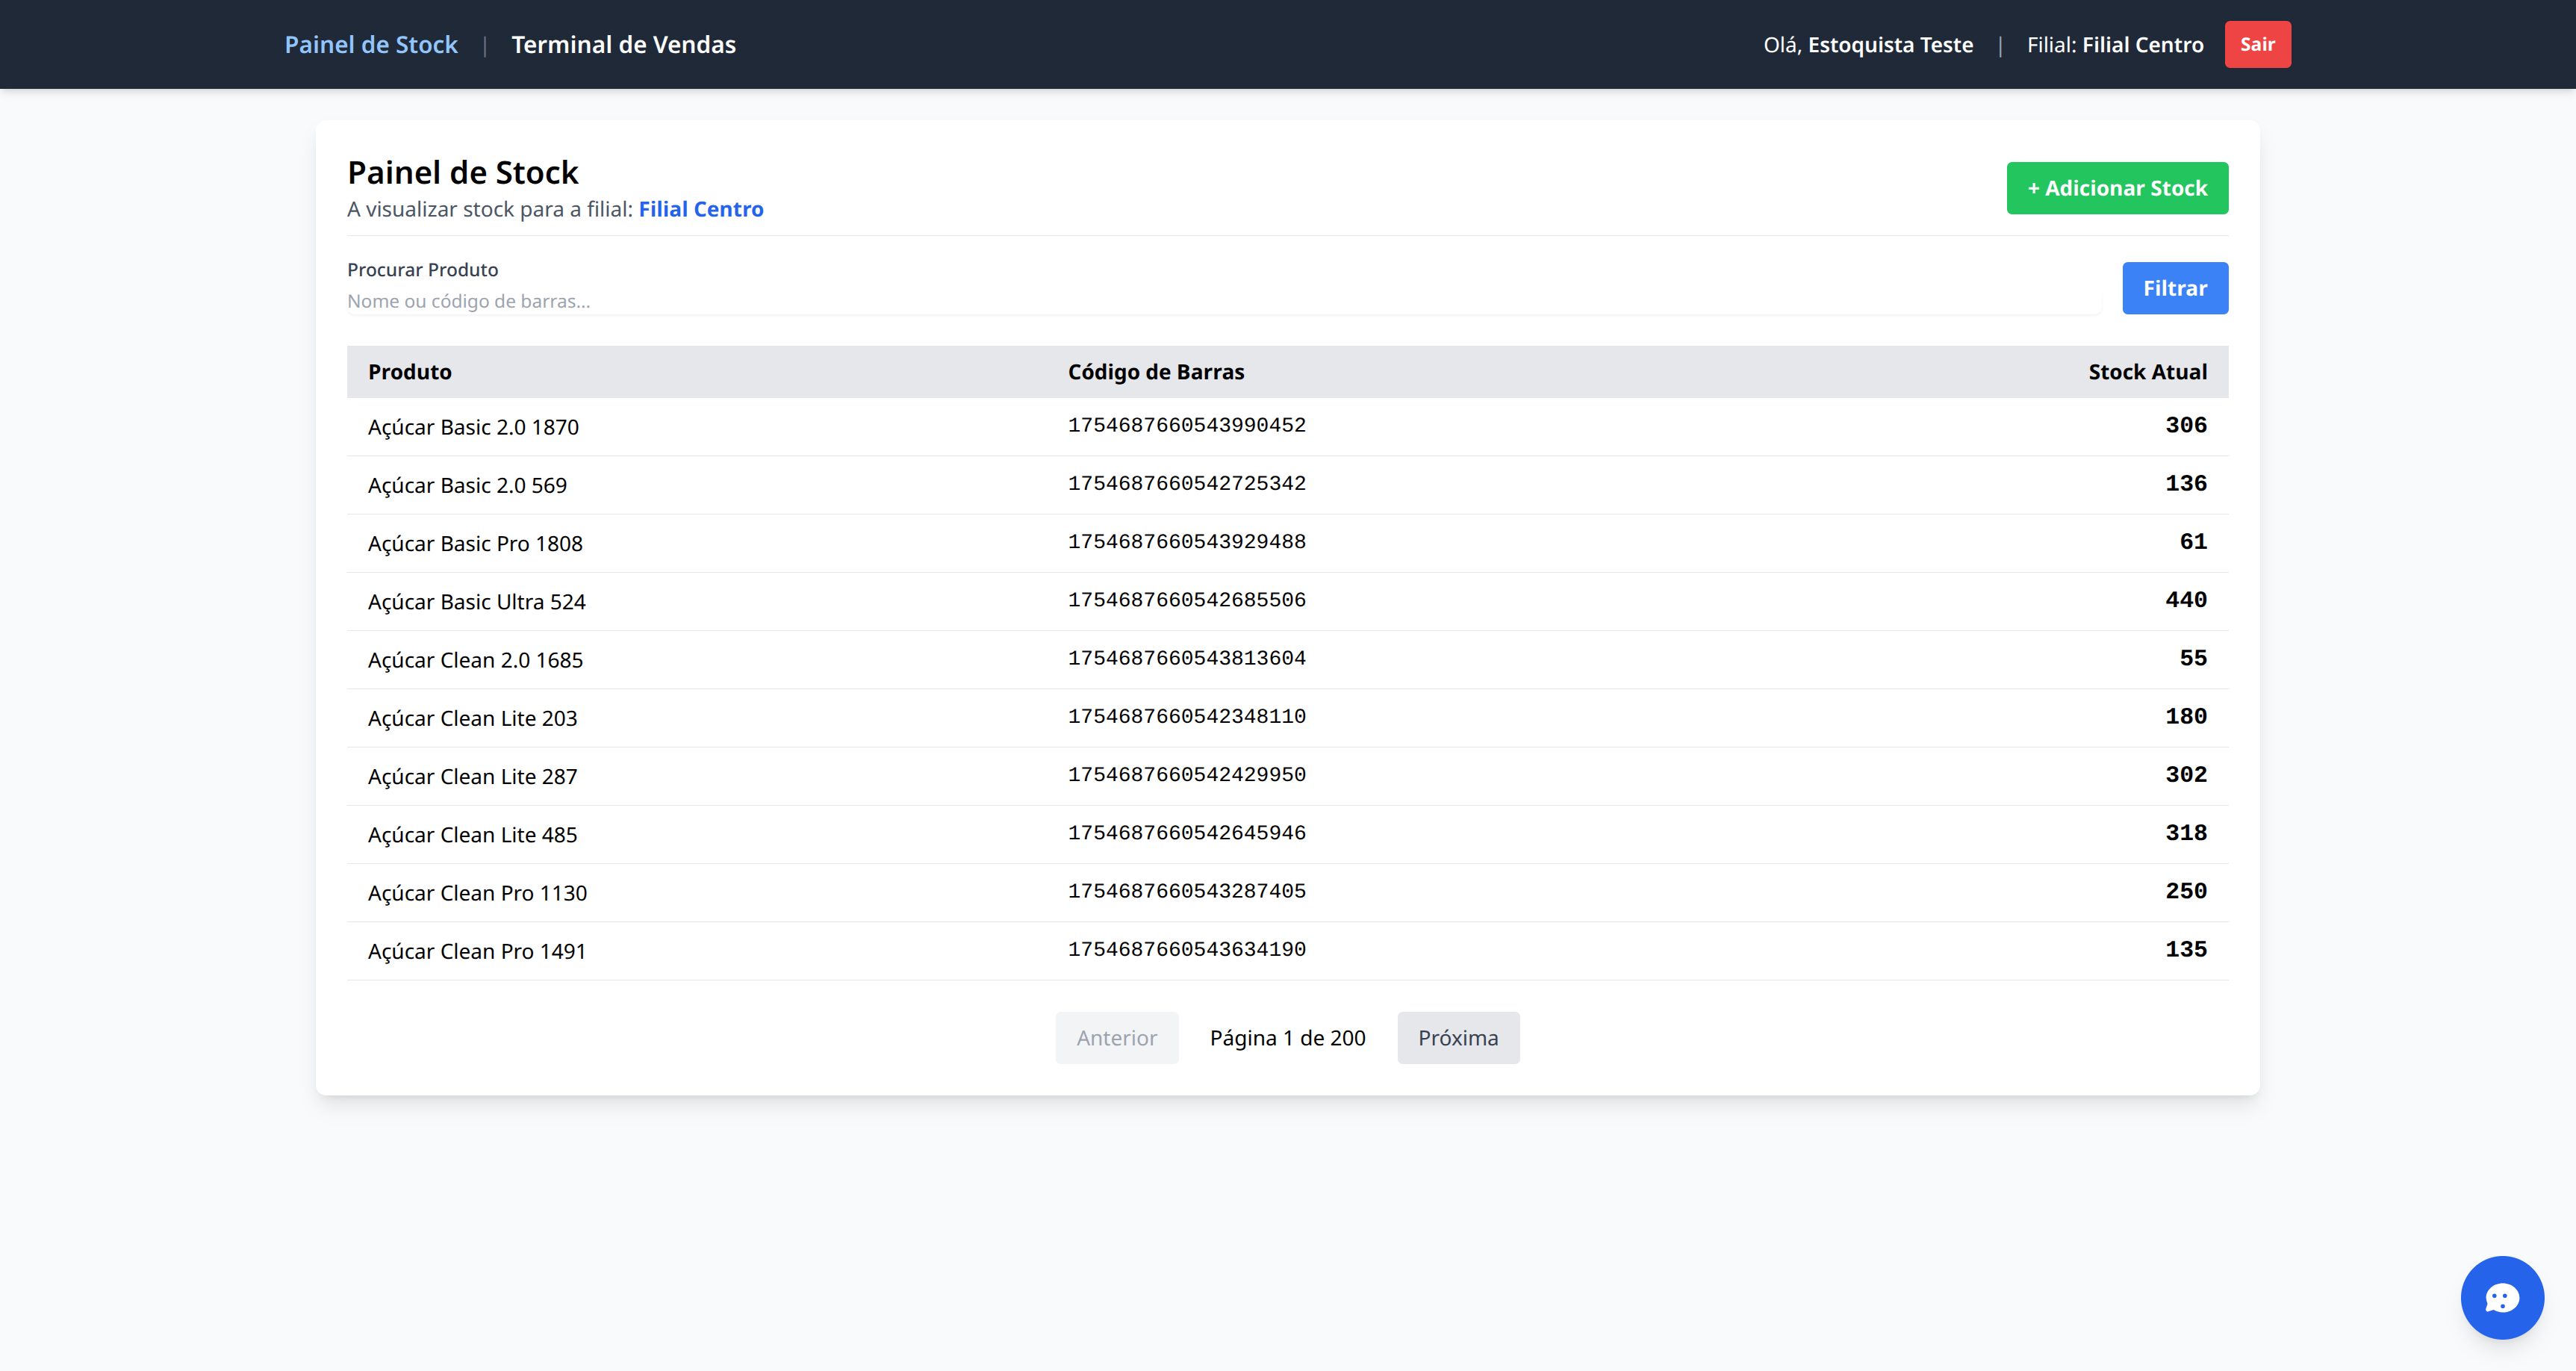 Painel de Stock | Terminal de Vendas Olá, Estoquista Teste | Filial: Filial Centro Sair
Painel de Stock
A visualizar stock para a filial: Filial Centro
+ Adicionar Stock
Procurar Produto
Nome ou código de barras...
Filtrar
Produto Código de Barras Stock Atual
Açúcar Basic 2.0 1870 1754687660543990452 306
Açúcar Basic 2.0 569 1754687660542725342 136
Açúcar Basic Pro 1808 1754687660543929488 61
Açúcar Basic Ultra 524 1754687660542685506 440
Açúcar Clean 2.0 1685 1754687660543813604 55
Açúcar Clean Lite 203 1754687660542348110 180
Açúcar Clean Lite 287 1754687660542429950 302
Açúcar Clean Lite 485 1754687660542645946 318
Açúcar Clean Pro 1130 1754687660543287405 250
Açúcar Clean Pro 1491 1754687660543634190 135
Anterior Página 1 de 200 Próxima